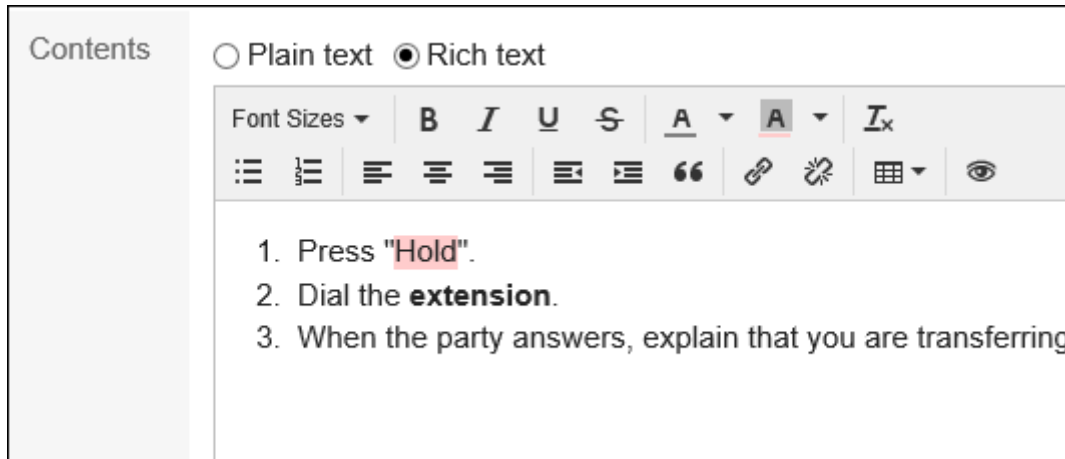 Contents
Plain text Rich text
Font Sizes B I U S A A Tx
1. Press "Hold".
2. Dial the extension.
3. When the party answers, explain that you are transferring